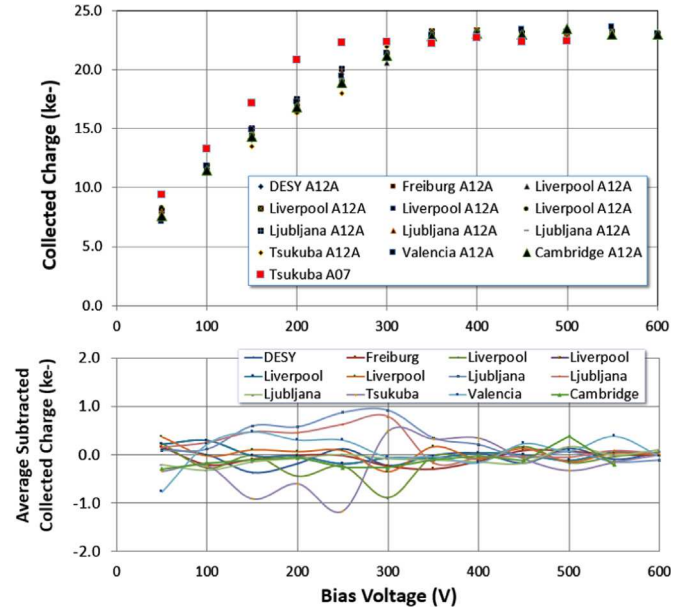 25.0
20.0
15.0
10.0
5.0
0.0
Collected Charge (ke-)
DESY A12A Freiburg A12A Liverpool A12A
Liverpool A12A Liverpool A12A Liverpool A12A
Ljubljana A12A Ljubljana A12A Ljubljana A12A
Tsukuba A12A Valencia A12A Cambridge A12A
Tsukuba A07
0 100 200 300 400 500 600
2.0
1.0
0.0
-1.0
-2.0
Average Subtracted
Collected Charge (ke-)
DESY Freiburg Liverpool Liverpool
Liverpool Liverpool Ljubljana Ljubljana
Ljubljana Tsukuba Valencia Cambridge
0 100 200 300 400 500 600
Bias Voltage (V)